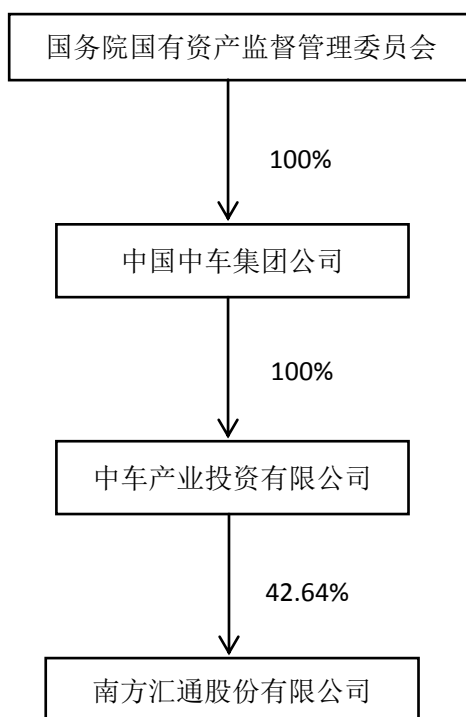 国务院国有资产监督管理委员会
100%
中国中车集团公司
100%
中车产业投资有限公司
42.64%
南方汇通股份有限公司